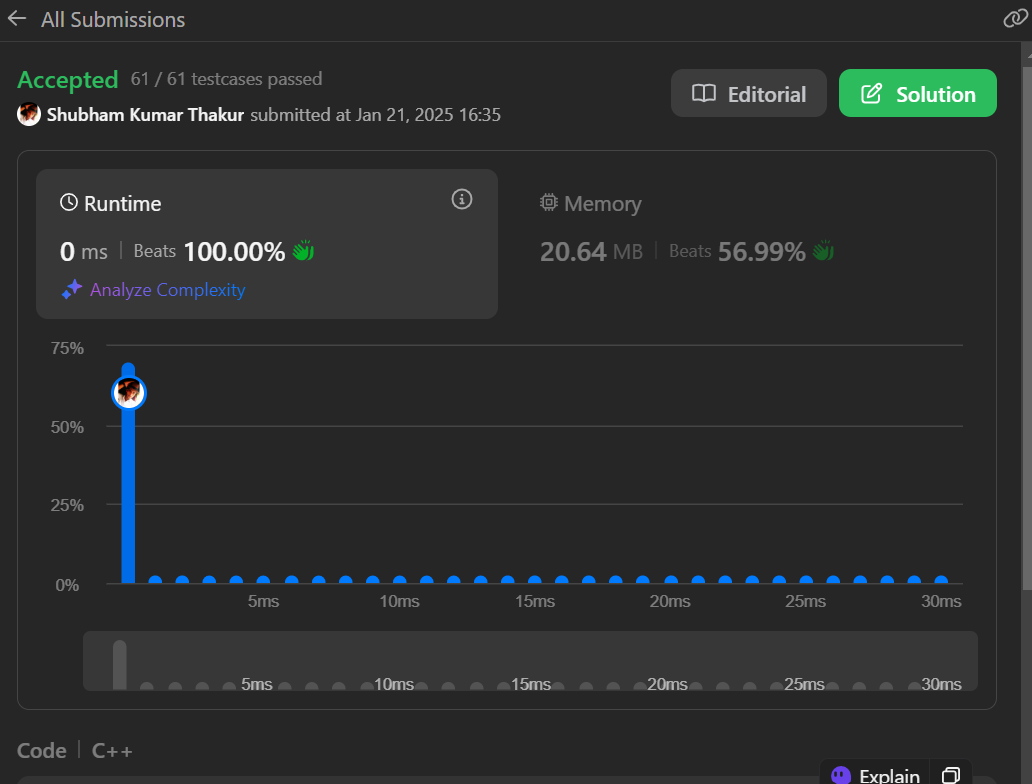 All Submissions
Accepted 61 / 61 testcases passed
Shubham Kumar Thakur submitted at Jan 21, 2025 16:35
Editorial
Solution
Runtime
0 ms | Beats 100.00%
Analyze Complexity
Memory
20.64 MB | Beats 56.99%
75%
50%
25%
0%
5ms 10ms 15ms 20ms 25ms 30ms
5ms 10ms 15ms 20ms 25ms 30ms
Code | C++
Explain